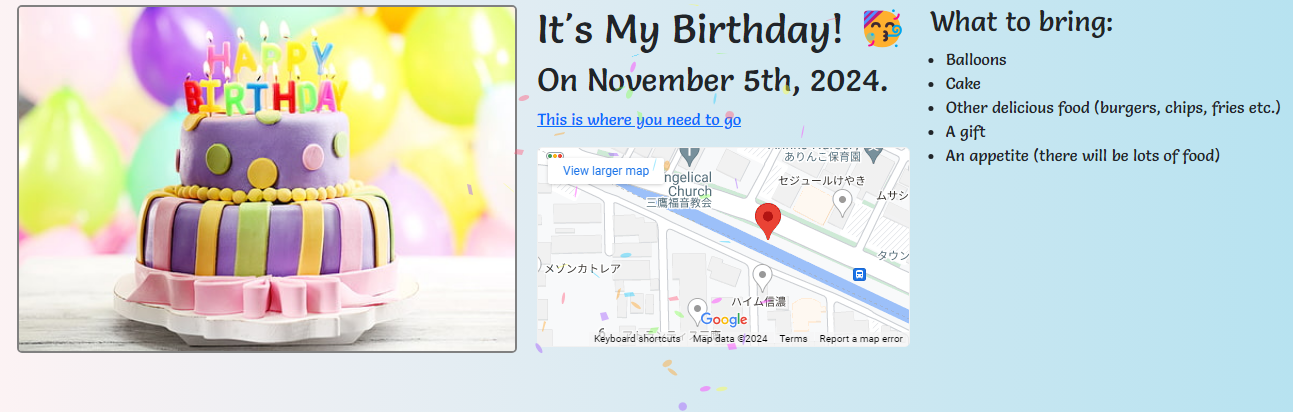 HAPPY
BIRTHDAY
It's My Birthday! 🥳
On November 5th, 2024.
This is where you need to go
View larger map
ngelical
Church
三鷹福音教会
ありんこ保育園
セジュールけやき
ムサシ
タウン
メゾンカトレア
ハイム信濃
Google
Keyboard shortcuts
Map data ©2024
Terms
Report a map error
What to bring:
Balloons
Cake
Other delicious food (burgers, chips, fries etc.)
A gift
An appetite (there will be lots of food)